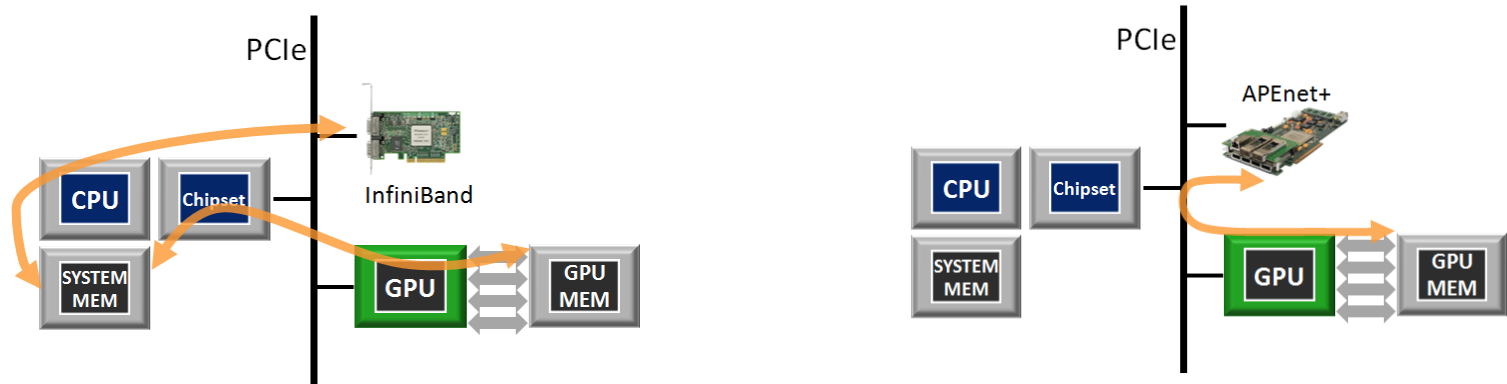 PCIe
InfiniBand
CPU
Chipset
SYSTEM
MEM
GPU
GPU
MEM
PCIe
APEnet+
CPU
Chipset
SYSTEM
MEM
GPU
GPU
MEM